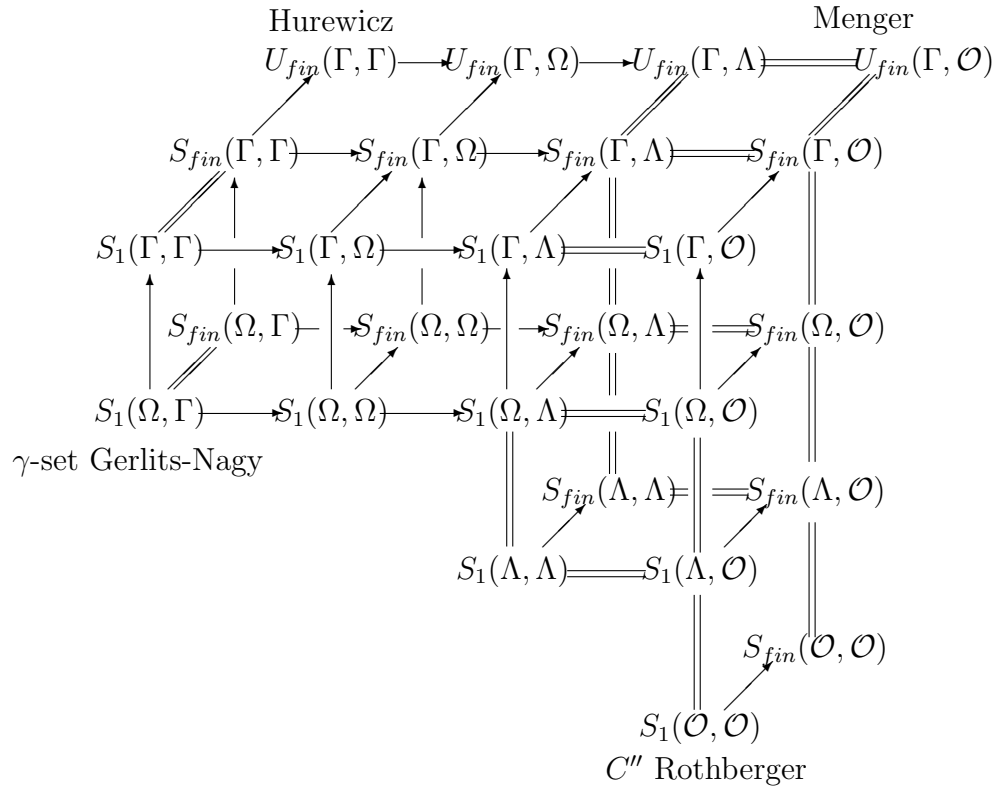 Hurewicz Menger
U_{fin}(Γ, Γ) U_{fin}(Γ, Ω) U_{fin}(Γ, Λ) U_{fin}(Γ, 𝒪)
S_{fin}(Γ, Γ) S_{fin}(Γ, Ω) S_{fin}(Γ, Λ) S_{fin}(Γ, 𝒪)
S_1(Γ, Γ) S_1(Γ, Ω) S_1(Γ, Λ) S_1(Γ, 𝒪)
S_{fin}(Ω, Γ) S_{fin}(Ω, Ω) S_{fin}(Ω, Λ) S_{fin}(Ω, 𝒪)
S_1(Ω, Γ) S_1(Ω, Ω) S_1(Ω, Λ) S_1(Ω, 𝒪)
γ-set Gerlits-Nagy
S_{fin}(Λ, Λ) S_{fin}(Λ, 𝒪)
S_1(Λ, Λ) S_1(Λ, 𝒪)
S_{fin}(𝒪, 𝒪)
S_1(𝒪, 𝒪)
C″ Rothberger